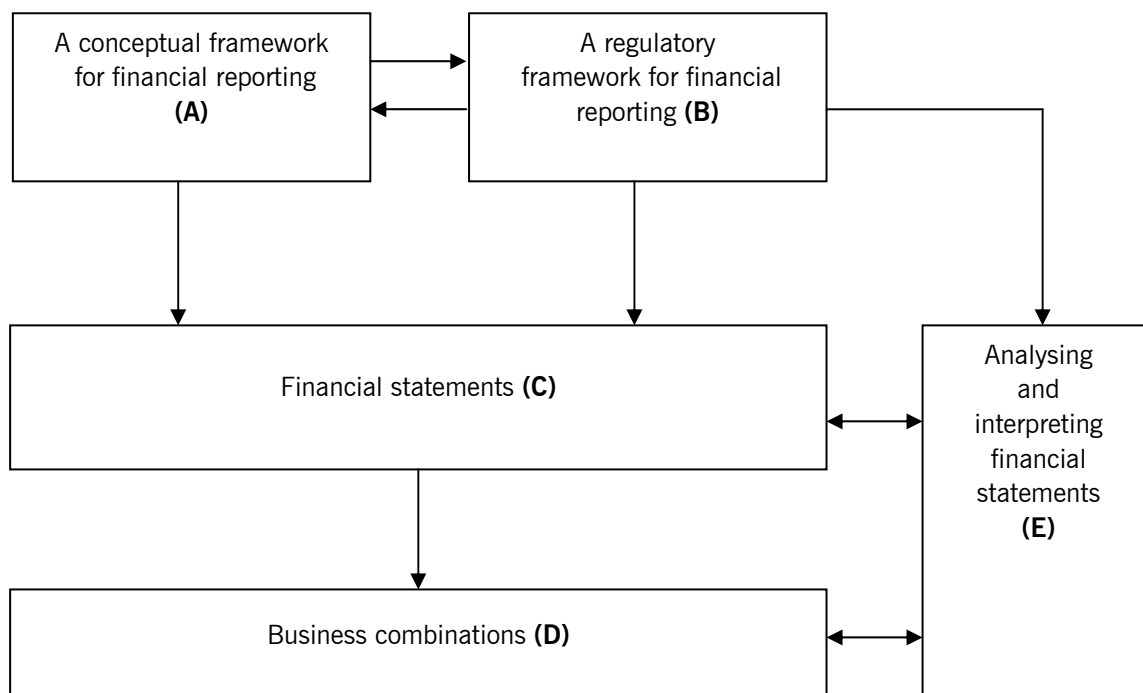 A conceptual framework
for financial reporting
(A)
A regulatory
framework for financial
reporting (B)
Financial statements (C)
Analysing
and
interpreting
financial
statements
(E)
Business combinations (D)